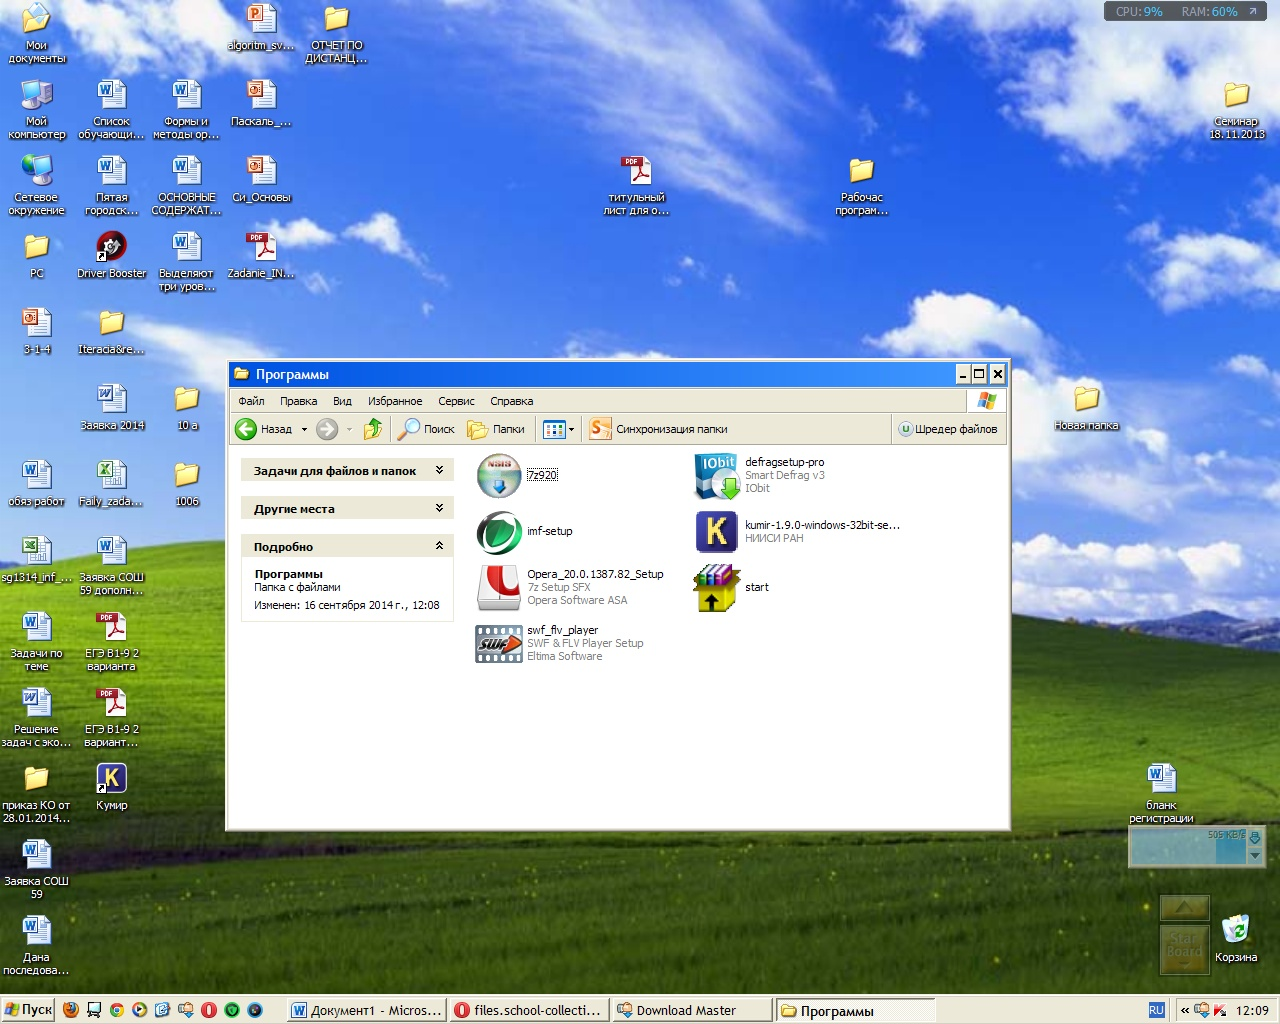 CPU:9% RAM:60%
Мои
документы
algoritm_sv...
ОТЧЕТ ПО
ДИСТАНЦ...
Мой
компьютер
Список
обучающи...
Формы и
методы ор...
Паскаль_...
Семинар
18.11.2013
Сетевое
окружение
Пятая
городск...
ОСНОВНЫЕ
СОДЕРЖАТ...
Си_Основы
титульный
лист для о...
Рабочас
програм...
PC
Driver Booster
Выделяют
три уров...
Zadanie_IN...
3-1-4
Iteracia&re...
Заявка 2014
10 а
Новая папка
обяз работ
Faily_zada...
1006
sg1314_inf_...
Заявка СОШ
59 дополн...
Задачи по
теме
ЕГЭ В1-9 2
варианта
Решение
задач с эко...
ЕГЭ В1-9 2
вариант...
приказ КО от
28.01.2014...
Кумир
Заявка СОШ
59
Дана
последова...
Программы
Файл Правка Вид Избранное Сервис Справка
Назад Поиск Папки Синхронизация папки Шредер файлов
Задачи для файлов и папок
Другие места
Подробно
Программы
Папка с файлами
Изменен: 16 сентября 2014 г., 12:08
NSIS
7z920
IObit
defragsetup-pro
Smart Defrag v3
IObit
imf-setup
K
kumir-1.9.0-windows-32bit-se...
НИИСИ РАН
Opera_20.0.1387.82_Setup
7z Setup SFX
Opera Software ASA
start
SWF
swf_flv_player
SWF & FLV Player Setup
Eltima Software
бланк
регистрации
505 KB/s
Star
Board
Корзина
Пуск
Документ1 - Micros...
files.school-collecti...
Download Master
Программы
RU
12:09